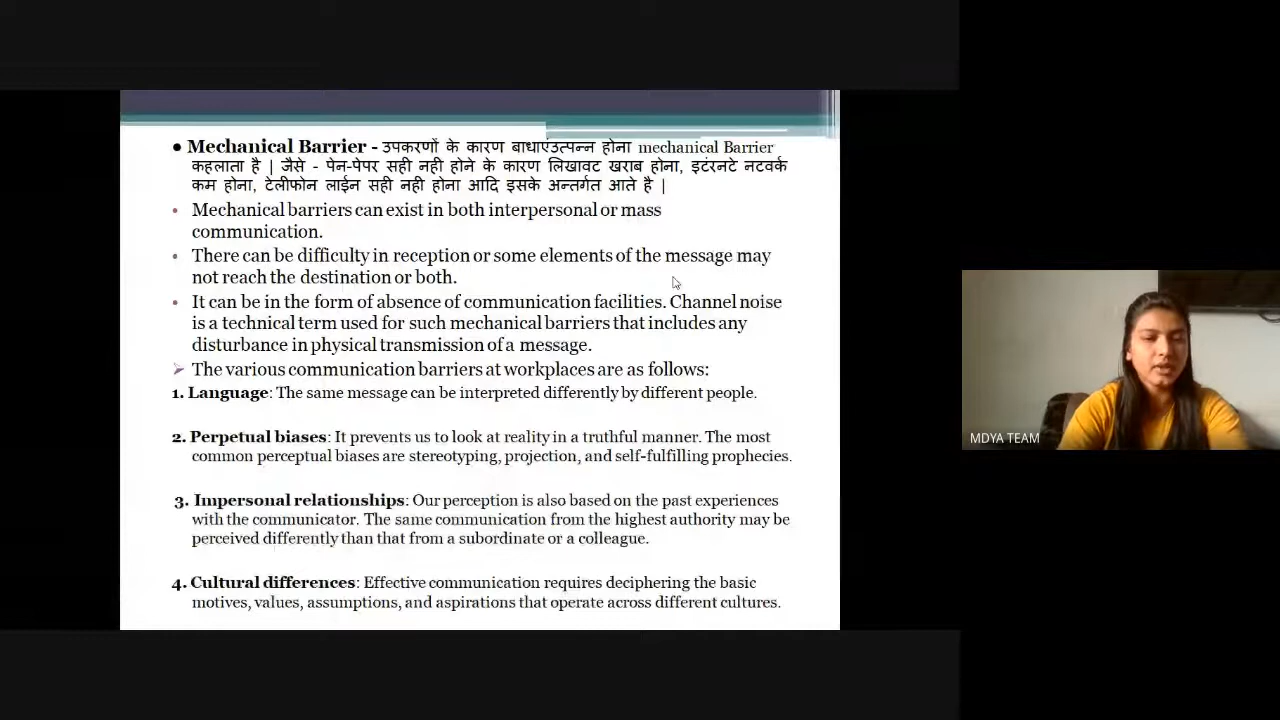 ● Mechanical Barrier - उपकरणों के कारण बाधाएंउत्पन्न होना mechanical Barrier
कहलाता है | जैसे - पेन-पेपर सही नही होने के कारण लिखावट खराब होना, इटंरनटे नटवर्क
कम होना, टेलीफोन लाईन सही नही होना आदि इसके अन्तर्गत आते है |
• Mechanical barriers can exist in both interpersonal or mass
communication.
• There can be difficulty in reception or some elements of the message may
not reach the destination or both.
• It can be in the form of absence of communication facilities. Channel noise
is a technical term used for such mechanical barriers that includes any
disturbance in physical transmission of a message.
➢ The various communication barriers at workplaces are as follows:
1. Language: The same message can be interpreted differently by different people.
2. Perpetual biases: It prevents us to look at reality in a truthful manner. The most
common perceptual biases are stereotyping, projection, and self-fulfilling prophecies.
3. Impersonal relationships: Our perception is also based on the past experiences
with the communicator. The same communication from the highest authority may be
perceived differently than that from a subordinate or a colleague.
4. Cultural differences: Effective communication requires deciphering the basic
motives, values, assumptions, and aspirations that operate across different cultures.
MDYA TEAM